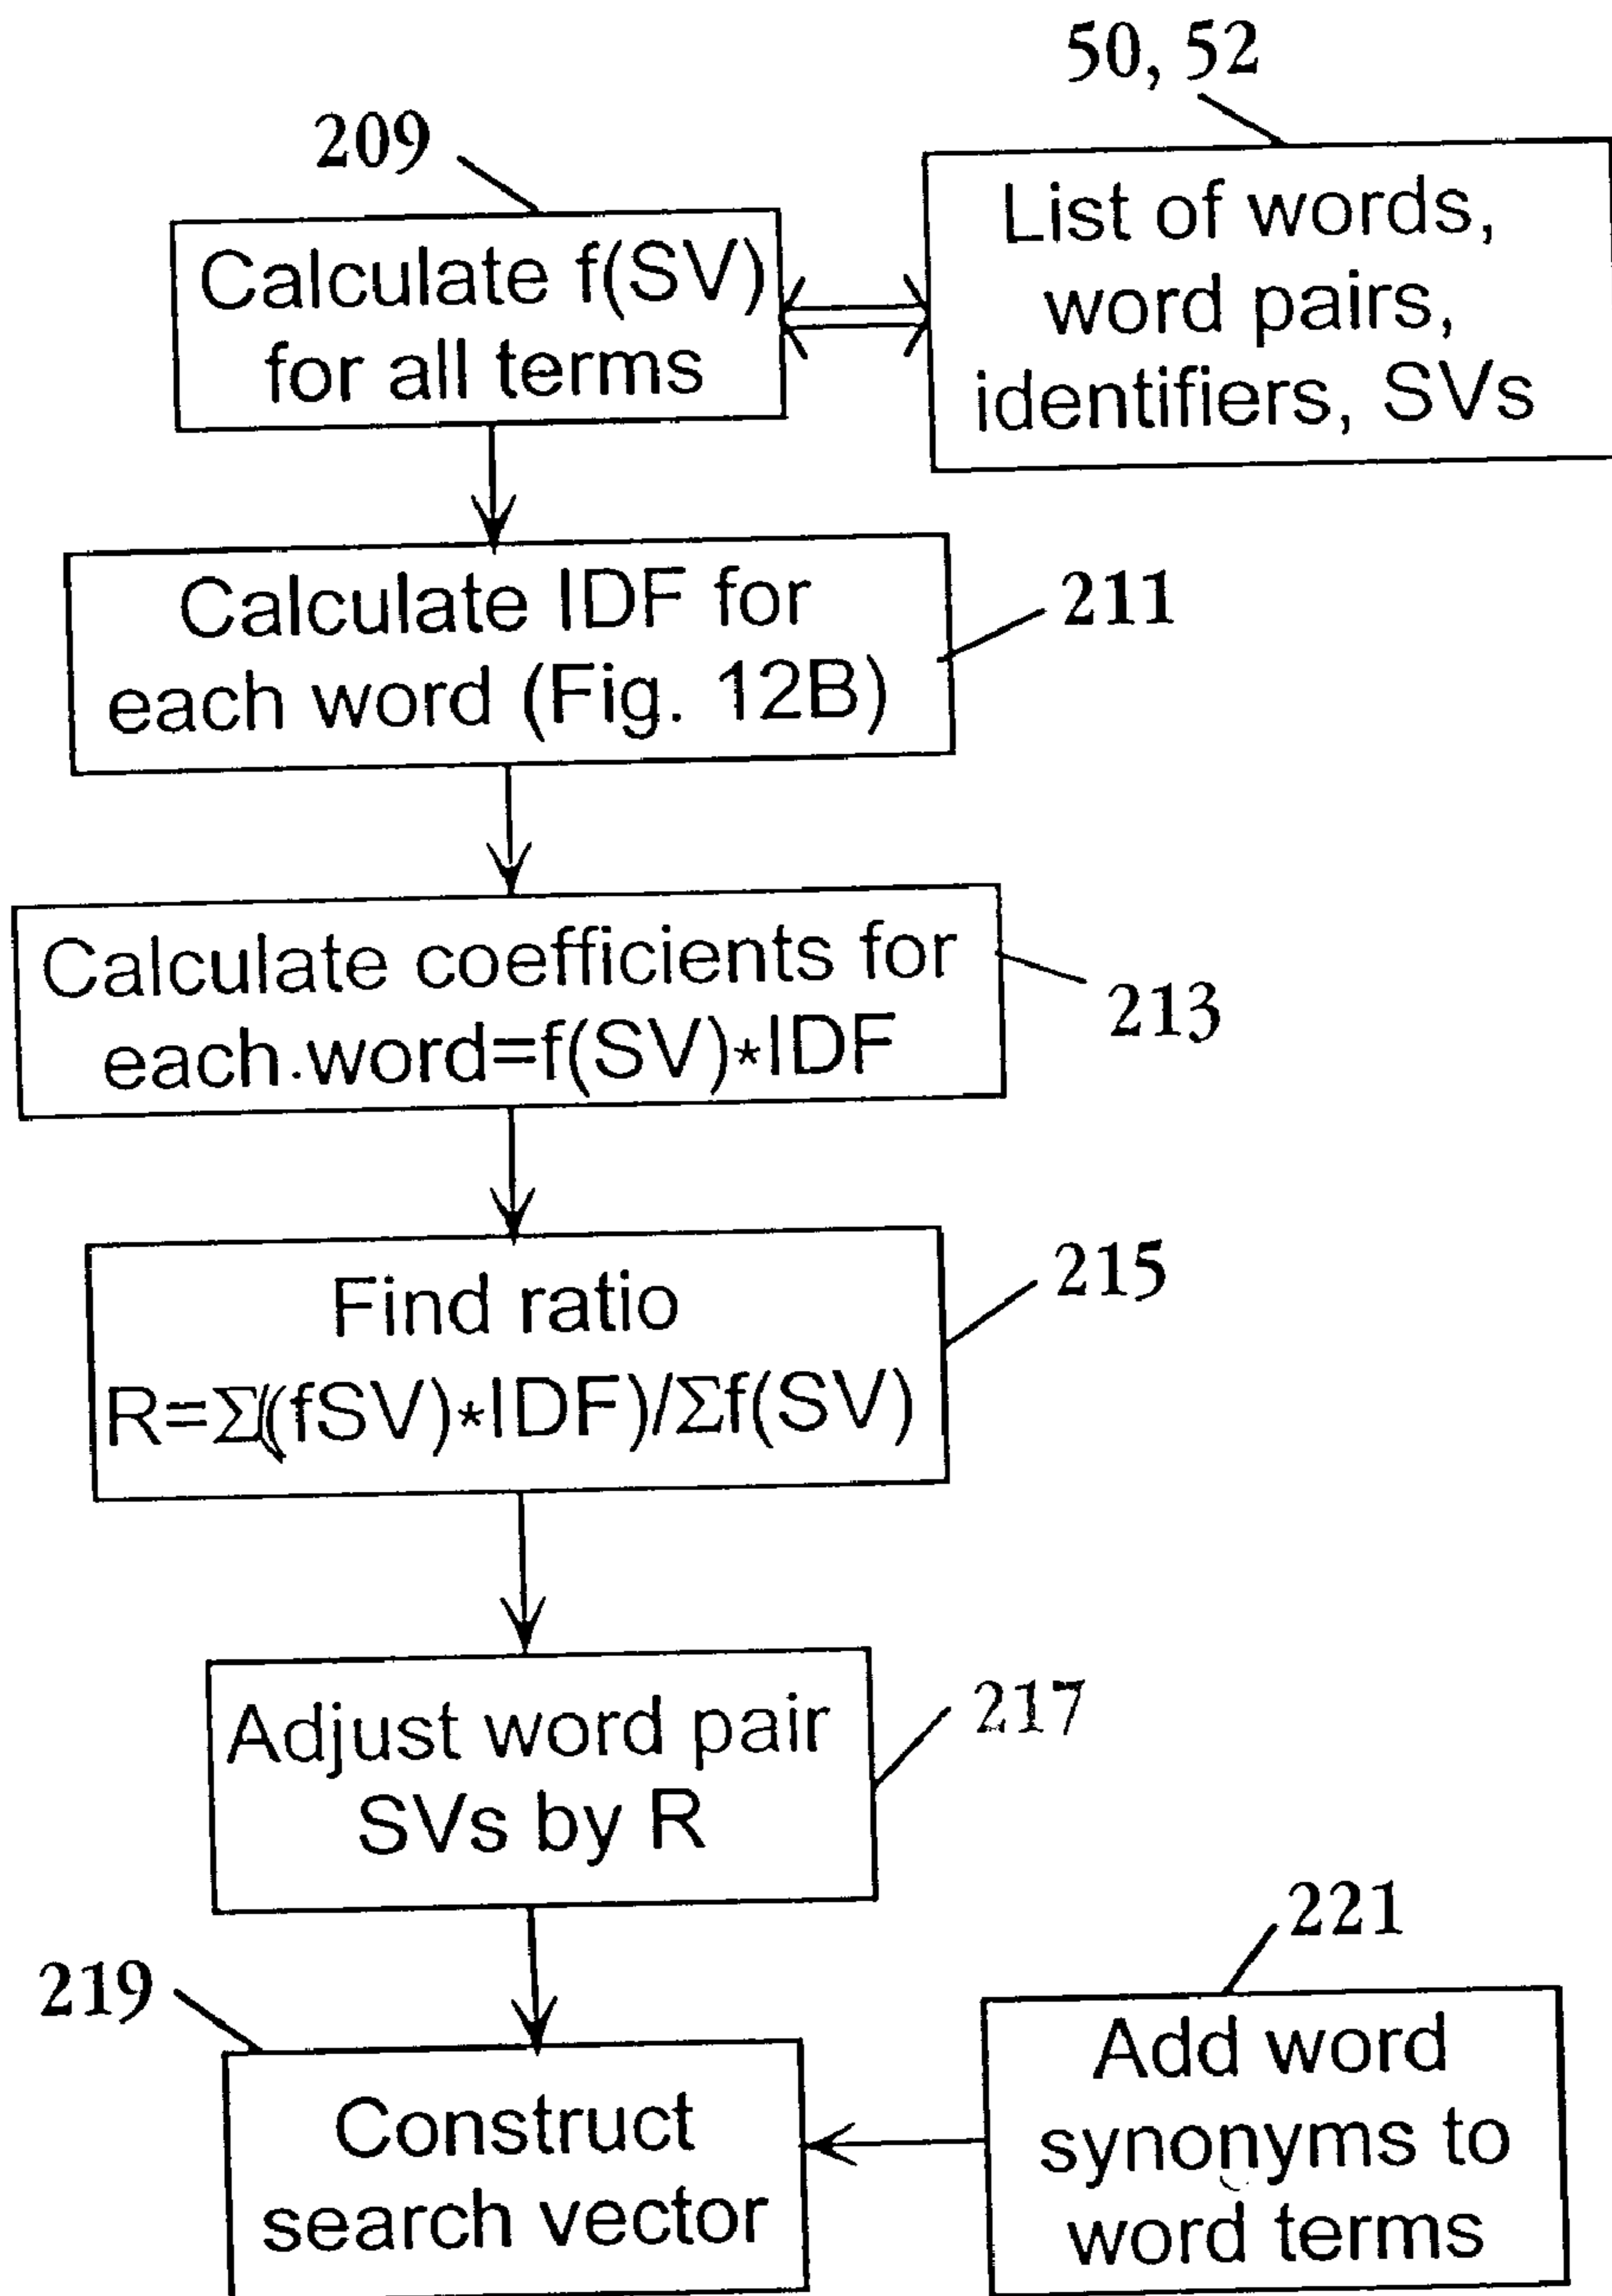 50, 52
209
List of words,
word pairs,
identifiers, SVs
Calculate f(SV)
for all terms
Calculate IDF for
each word (Fig. 12B)
211
Calculate coefficients for
each.word=f(SV)*IDF
213
Find ratio
R=Σ((fSV)*IDF)/Σf(SV)
215
Adjust word pair
SVs by R
217
221
219
Construct
search vector
Add word
synonyms to
word terms